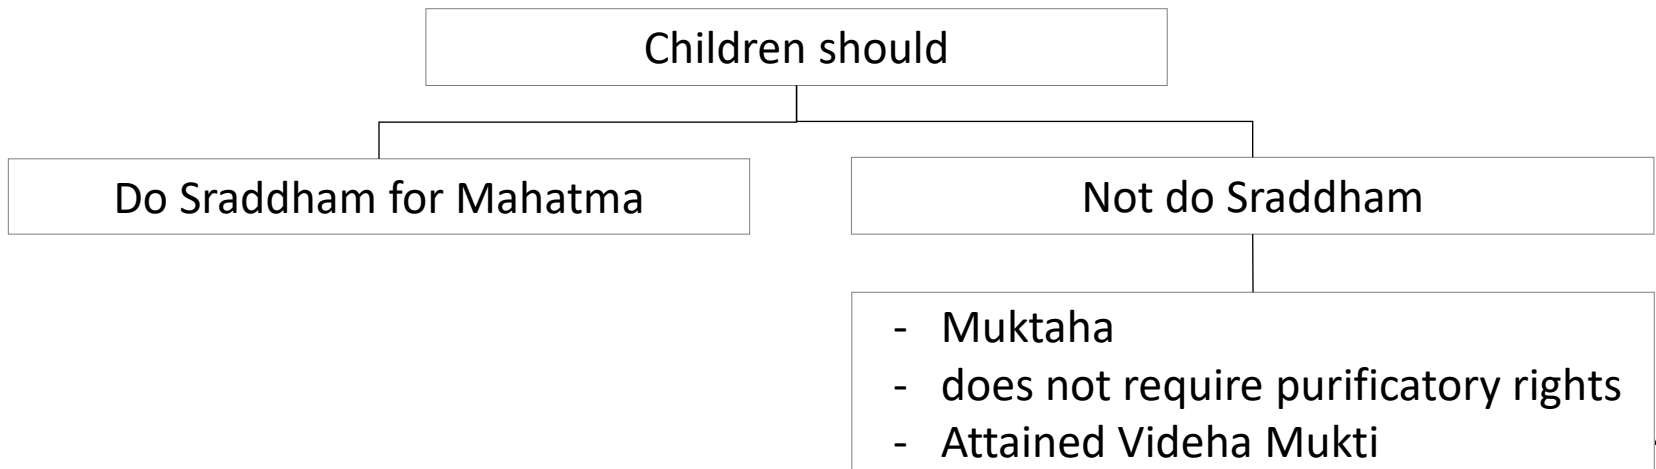 Children should
Do Sraddham for Mahatma
Not do Sraddham
- Muktaha
- does not require purificatory rights
- Attained Videha Mukti